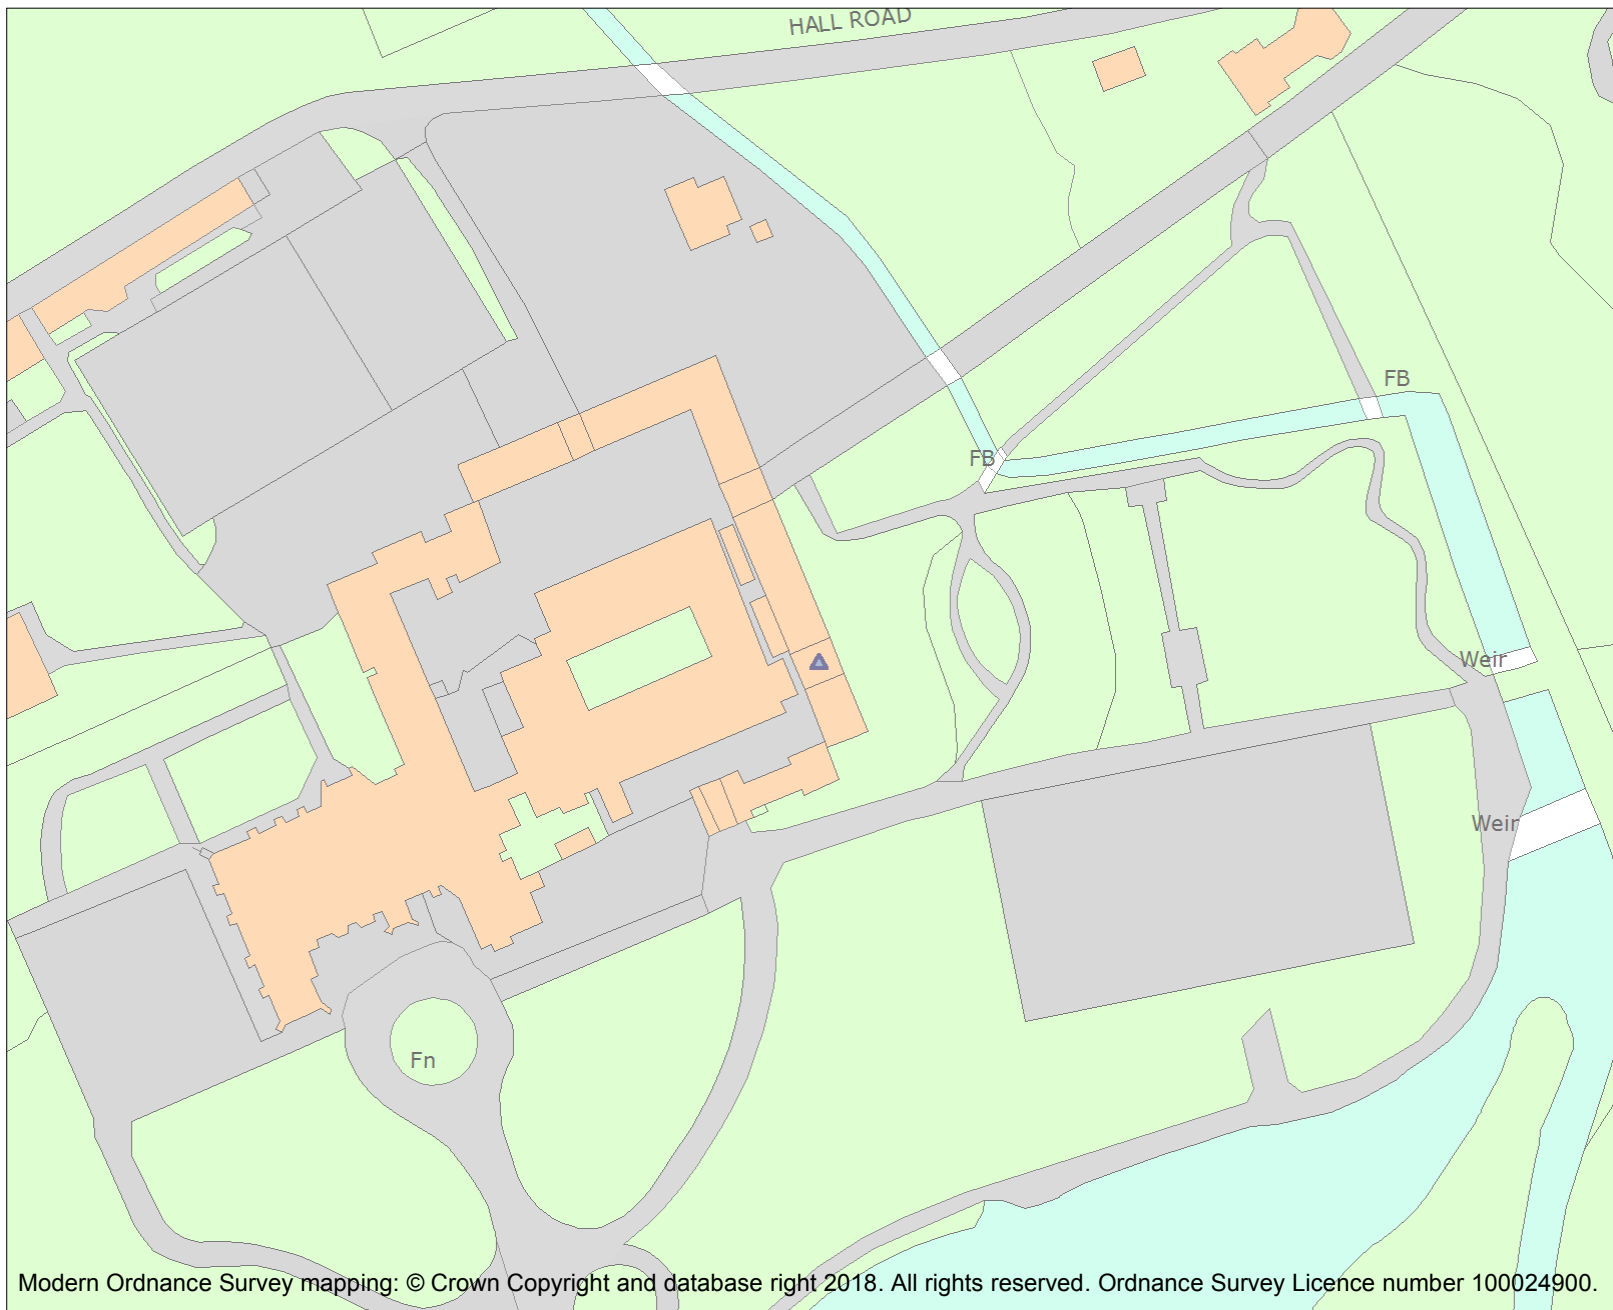 HALL ROAD
FB
FB
Weir
Weir
Fn
Modern Ordnance Survey mapping: © Crown Copyright and database right 2018. All rights reserved. Ordnance Survey Licence number 100024900.